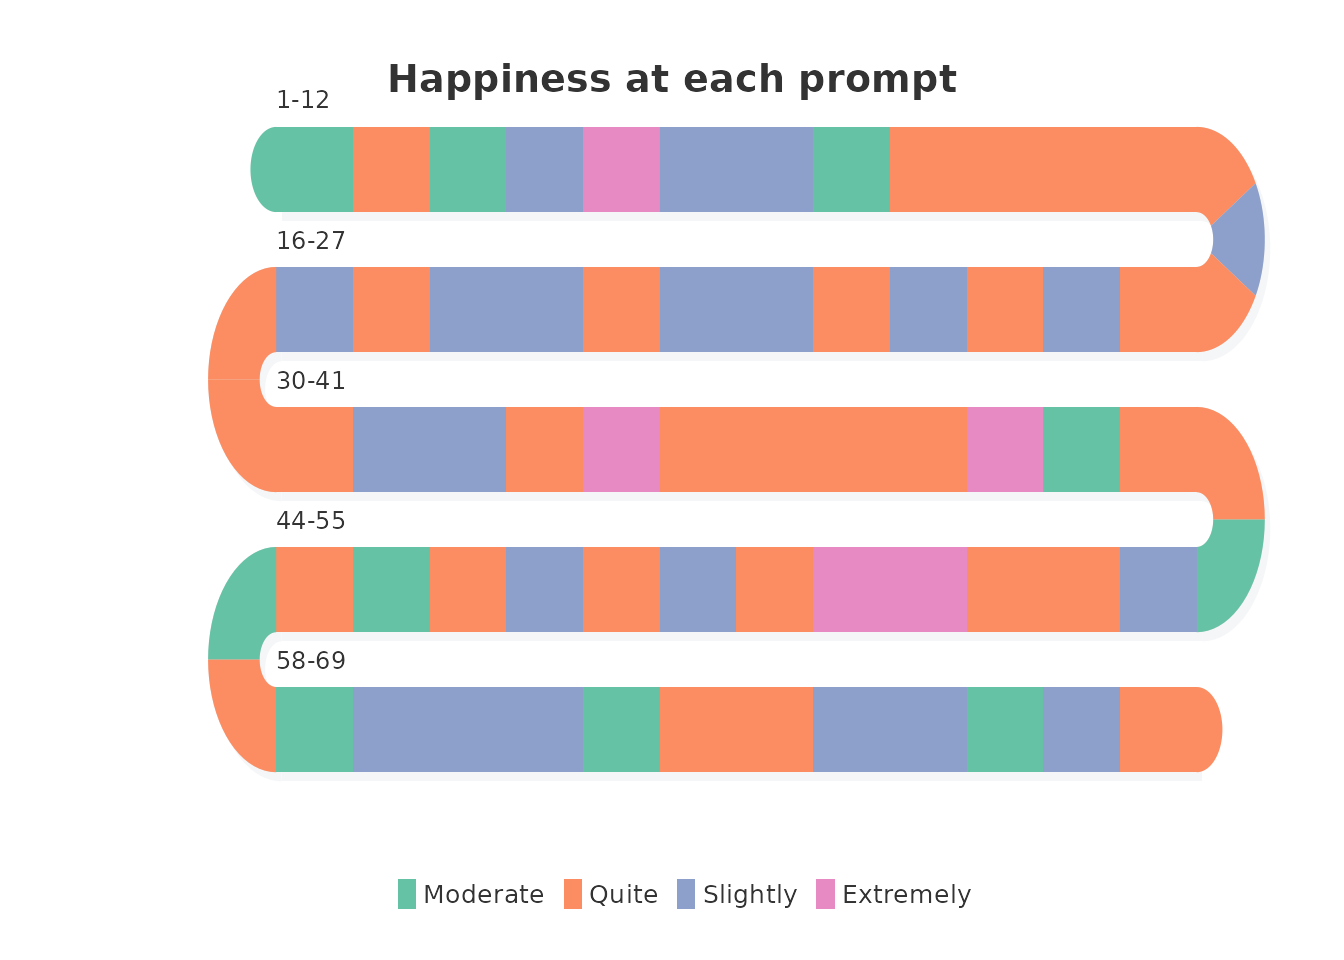 Happiness at each prompt
1-12
16-27
30-41
44-55
58-69
Moderate Quite Slightly Extremely